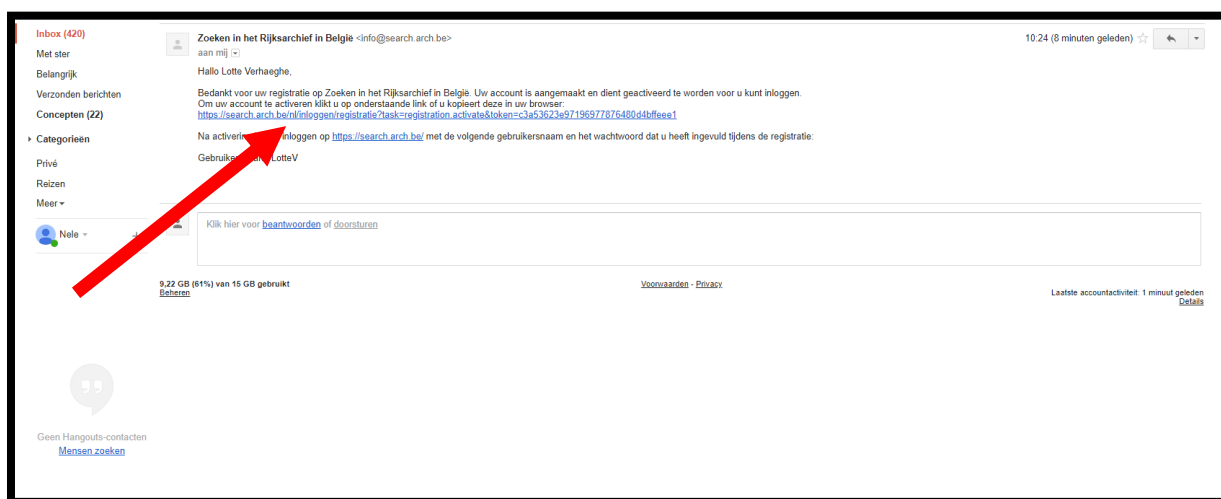 Inbox (420)
Met ster
Belangrijk
Verzonden berichten
Concepten (22)
Categorieën
Privé
Reizen
Meer
Nele
+
Geen Hangouts-contacten
Mensen zoeken
Zoeken in het Rijksarchief in België <info@search.arch.be>
10:24 (8 minuten geleden)
aan mij
Hallo Lotte Verhaeghe,
Bedankt voor uw registratie op Zoeken in het Rijksarchief in België. Uw account is aangemaakt en dient geactiveerd te worden voor u kunt inloggen.
Om uw account te activeren klikt u op onderstaande link of u kopieert deze in uw browser:
https://search.arch.be/nl/inloggen/registratie?task=registration.activate&token=c3a53623e97196977876480d4bffeee1
Na activering inloggen op https://search.arch.be/ met de volgende gebruikersnaam en het wachtwoord dat u heeft ingevuld tijdens de registratie:
LotteV
Klik hier voor beantwoorden of doorsturen
9,22 GB (61%) van 15 GB gebruikt
Beheren
Voorwaarden - Privacy
Laatste accountactiviteit: 1 minuut geleden
Details